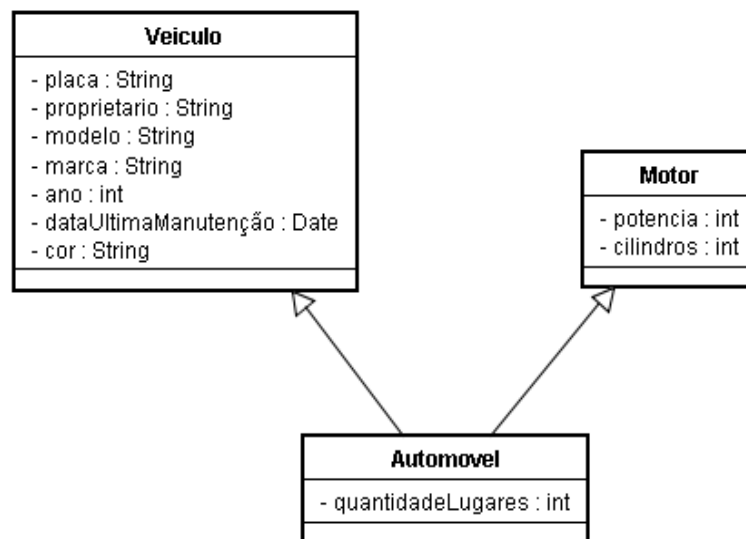 Veiculo
- placa : String
- proprietario : String
- modelo : String
- marca : String
- ano : int
- dataUltimaManutenção : Date
- cor : String
Motor
- potencia : int
- cilindros : int
Automovel
- quantidadeLugares : int